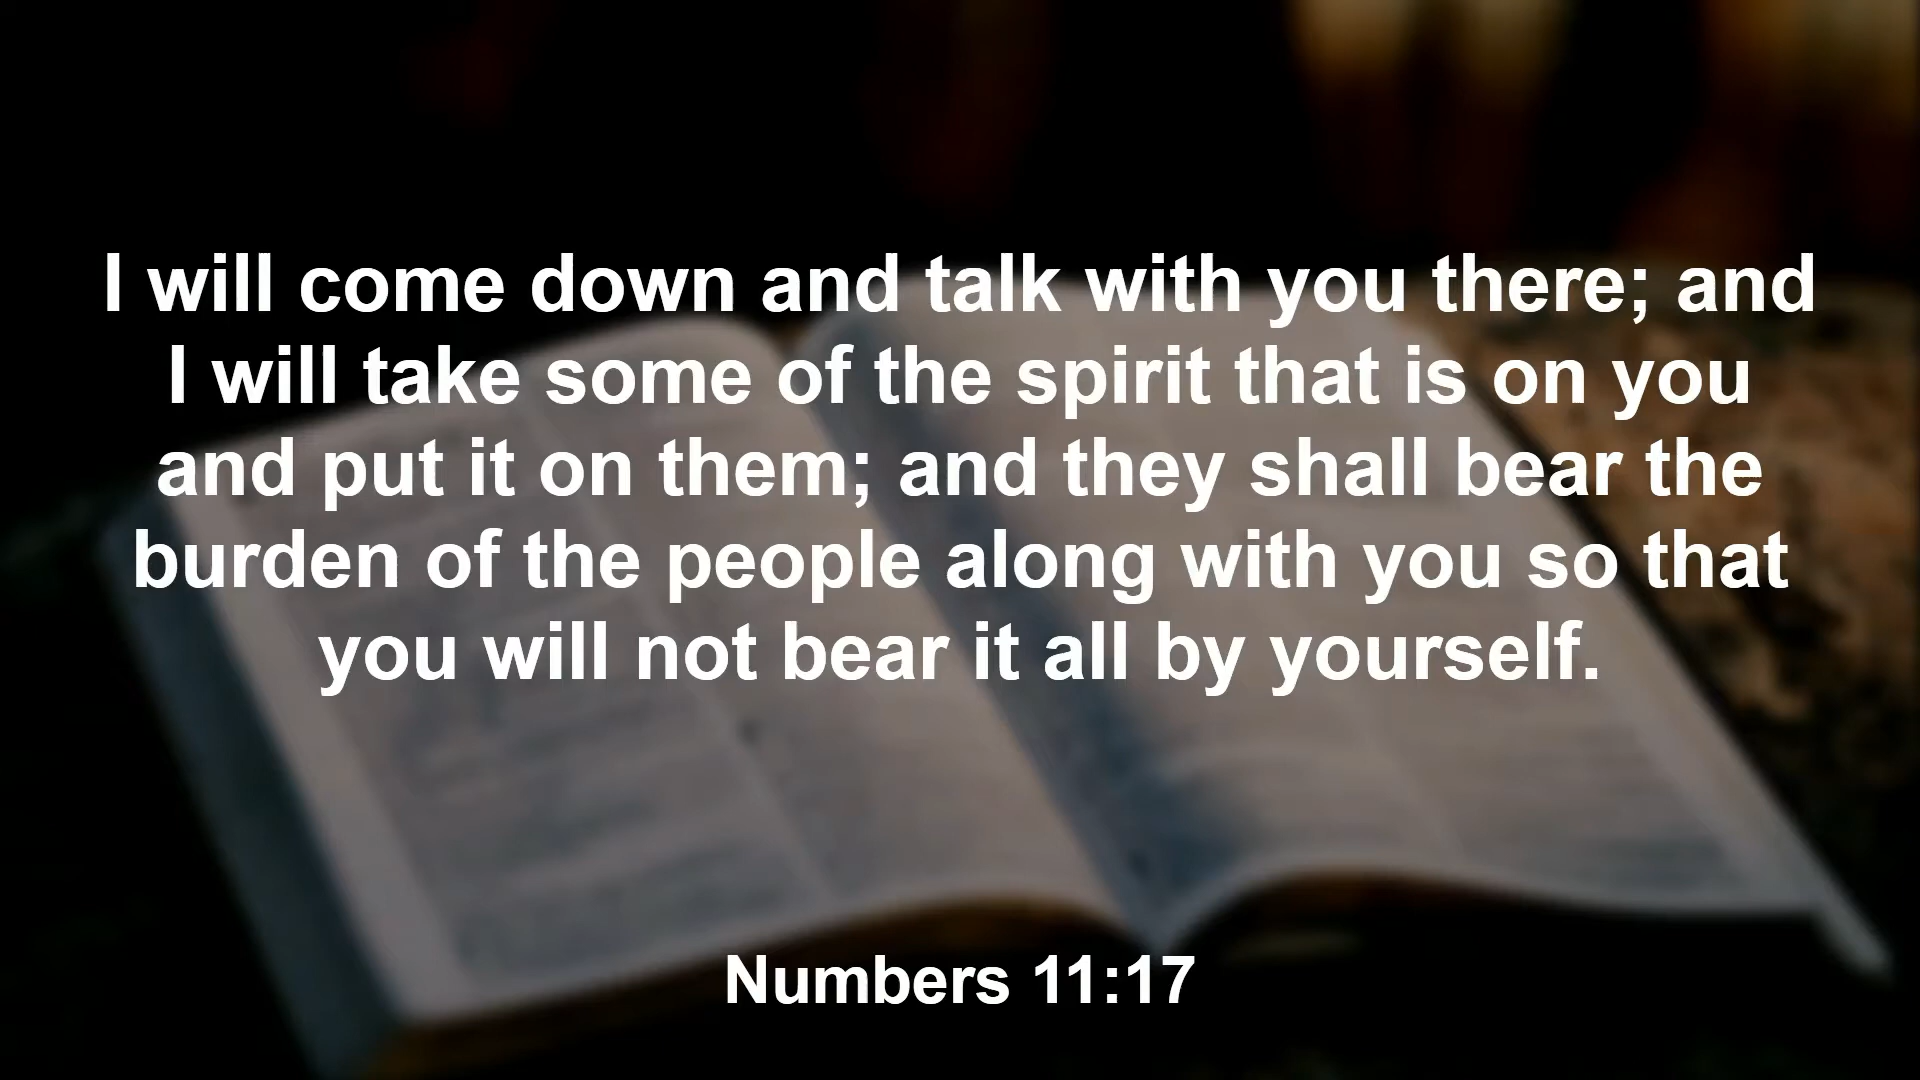 I will come down and talk with you there; and
I will take some of the spirit that is on you
and put it on them; and they shall bear the
burden of the people along with you so that
you will not bear it all by yourself.
Numbers 11:17